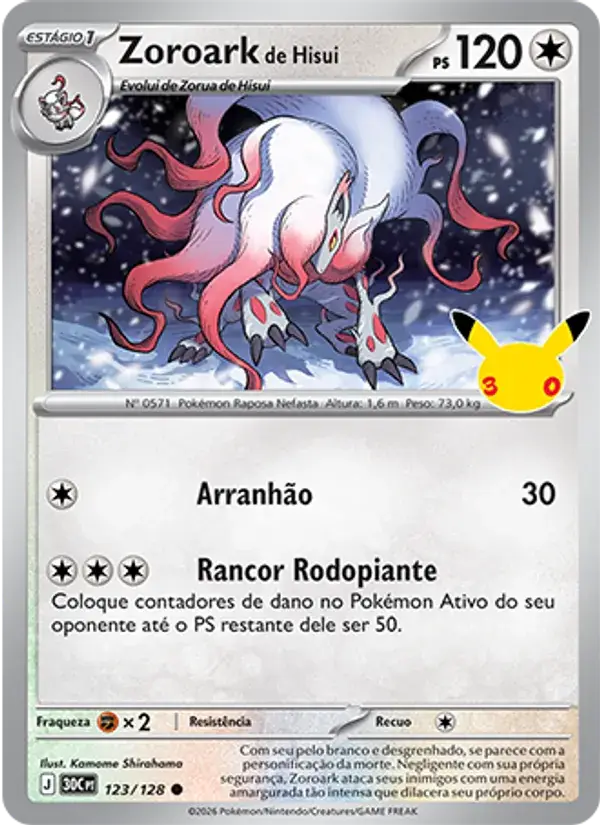 ESTÁGIO 1
Zoroark de Hisui
PS 120
Evolui de Zorua de Hisui
30
Nº 0571 Pokémon Raposa Nefasta Altura: 1,6 m Peso: 73,0 kg
Arranhão 30
Rancor Rodopiante
Coloque contadores de dano no Pokémon Ativo do seu
oponente até o PS restante dele ser 50.
Fraqueza ×2 Resistência Recuo
Ilust. Kamome Shirahama
J 30C PT 123/128
Com seu pelo branco e desgrenhado, se parece com a
personificação da morte. Negligente com sua própria
segurança, Zoroark ataca seus inimigos com uma energia
amargurada tão intensa que dilacera seu próprio corpo.
©2026 Pokémon/Nintendo/Creatures/GAME FREAK